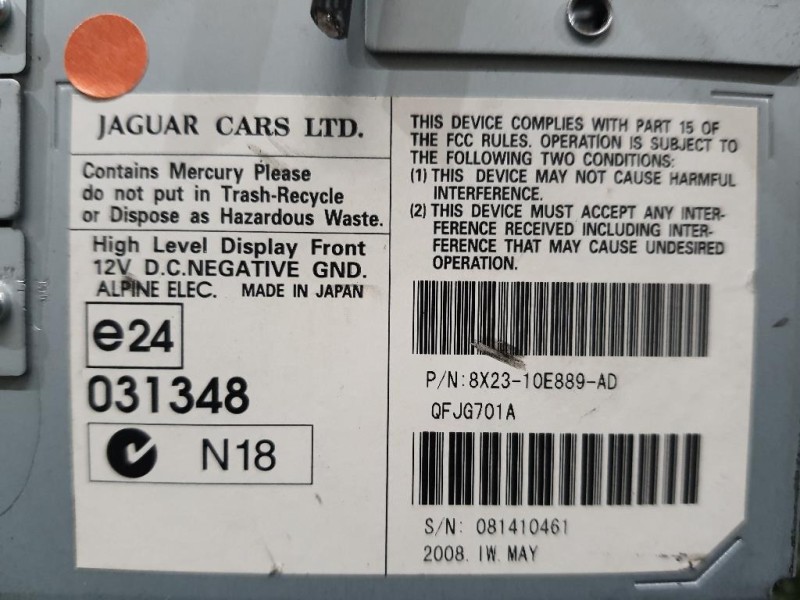 JAGUAR CARS LTD.
Contains Mercury Please
do not put in Trash-Recycle
or Dispose as Hazardous Waste.
High Level Display Front
12V D.C.NEGATIVE GND.
ALPINE ELEC. MADE IN JAPAN
e24
031348
N18
THIS DEVICE COMPLIES WITH PART 15 OF
THE FCC RULES. OPERATION IS SUBJECT TO
THE FOLLOWING TWO CONDITIONS:
(1) THIS DEVICE MAY NOT CAUSE HARMFUL
INTERFERENCE.
(2) THIS DEVICE MUST ACCEPT ANY INTER-
FERENCE RECEIVED INCLUDING INTER-
FERENCE THAT MAY CAUSE UNDESIRED
OPERATION.
P/N:8X23-10E889-AD
QFJG701A
S/N: 081410461
2008. 1W. MAY